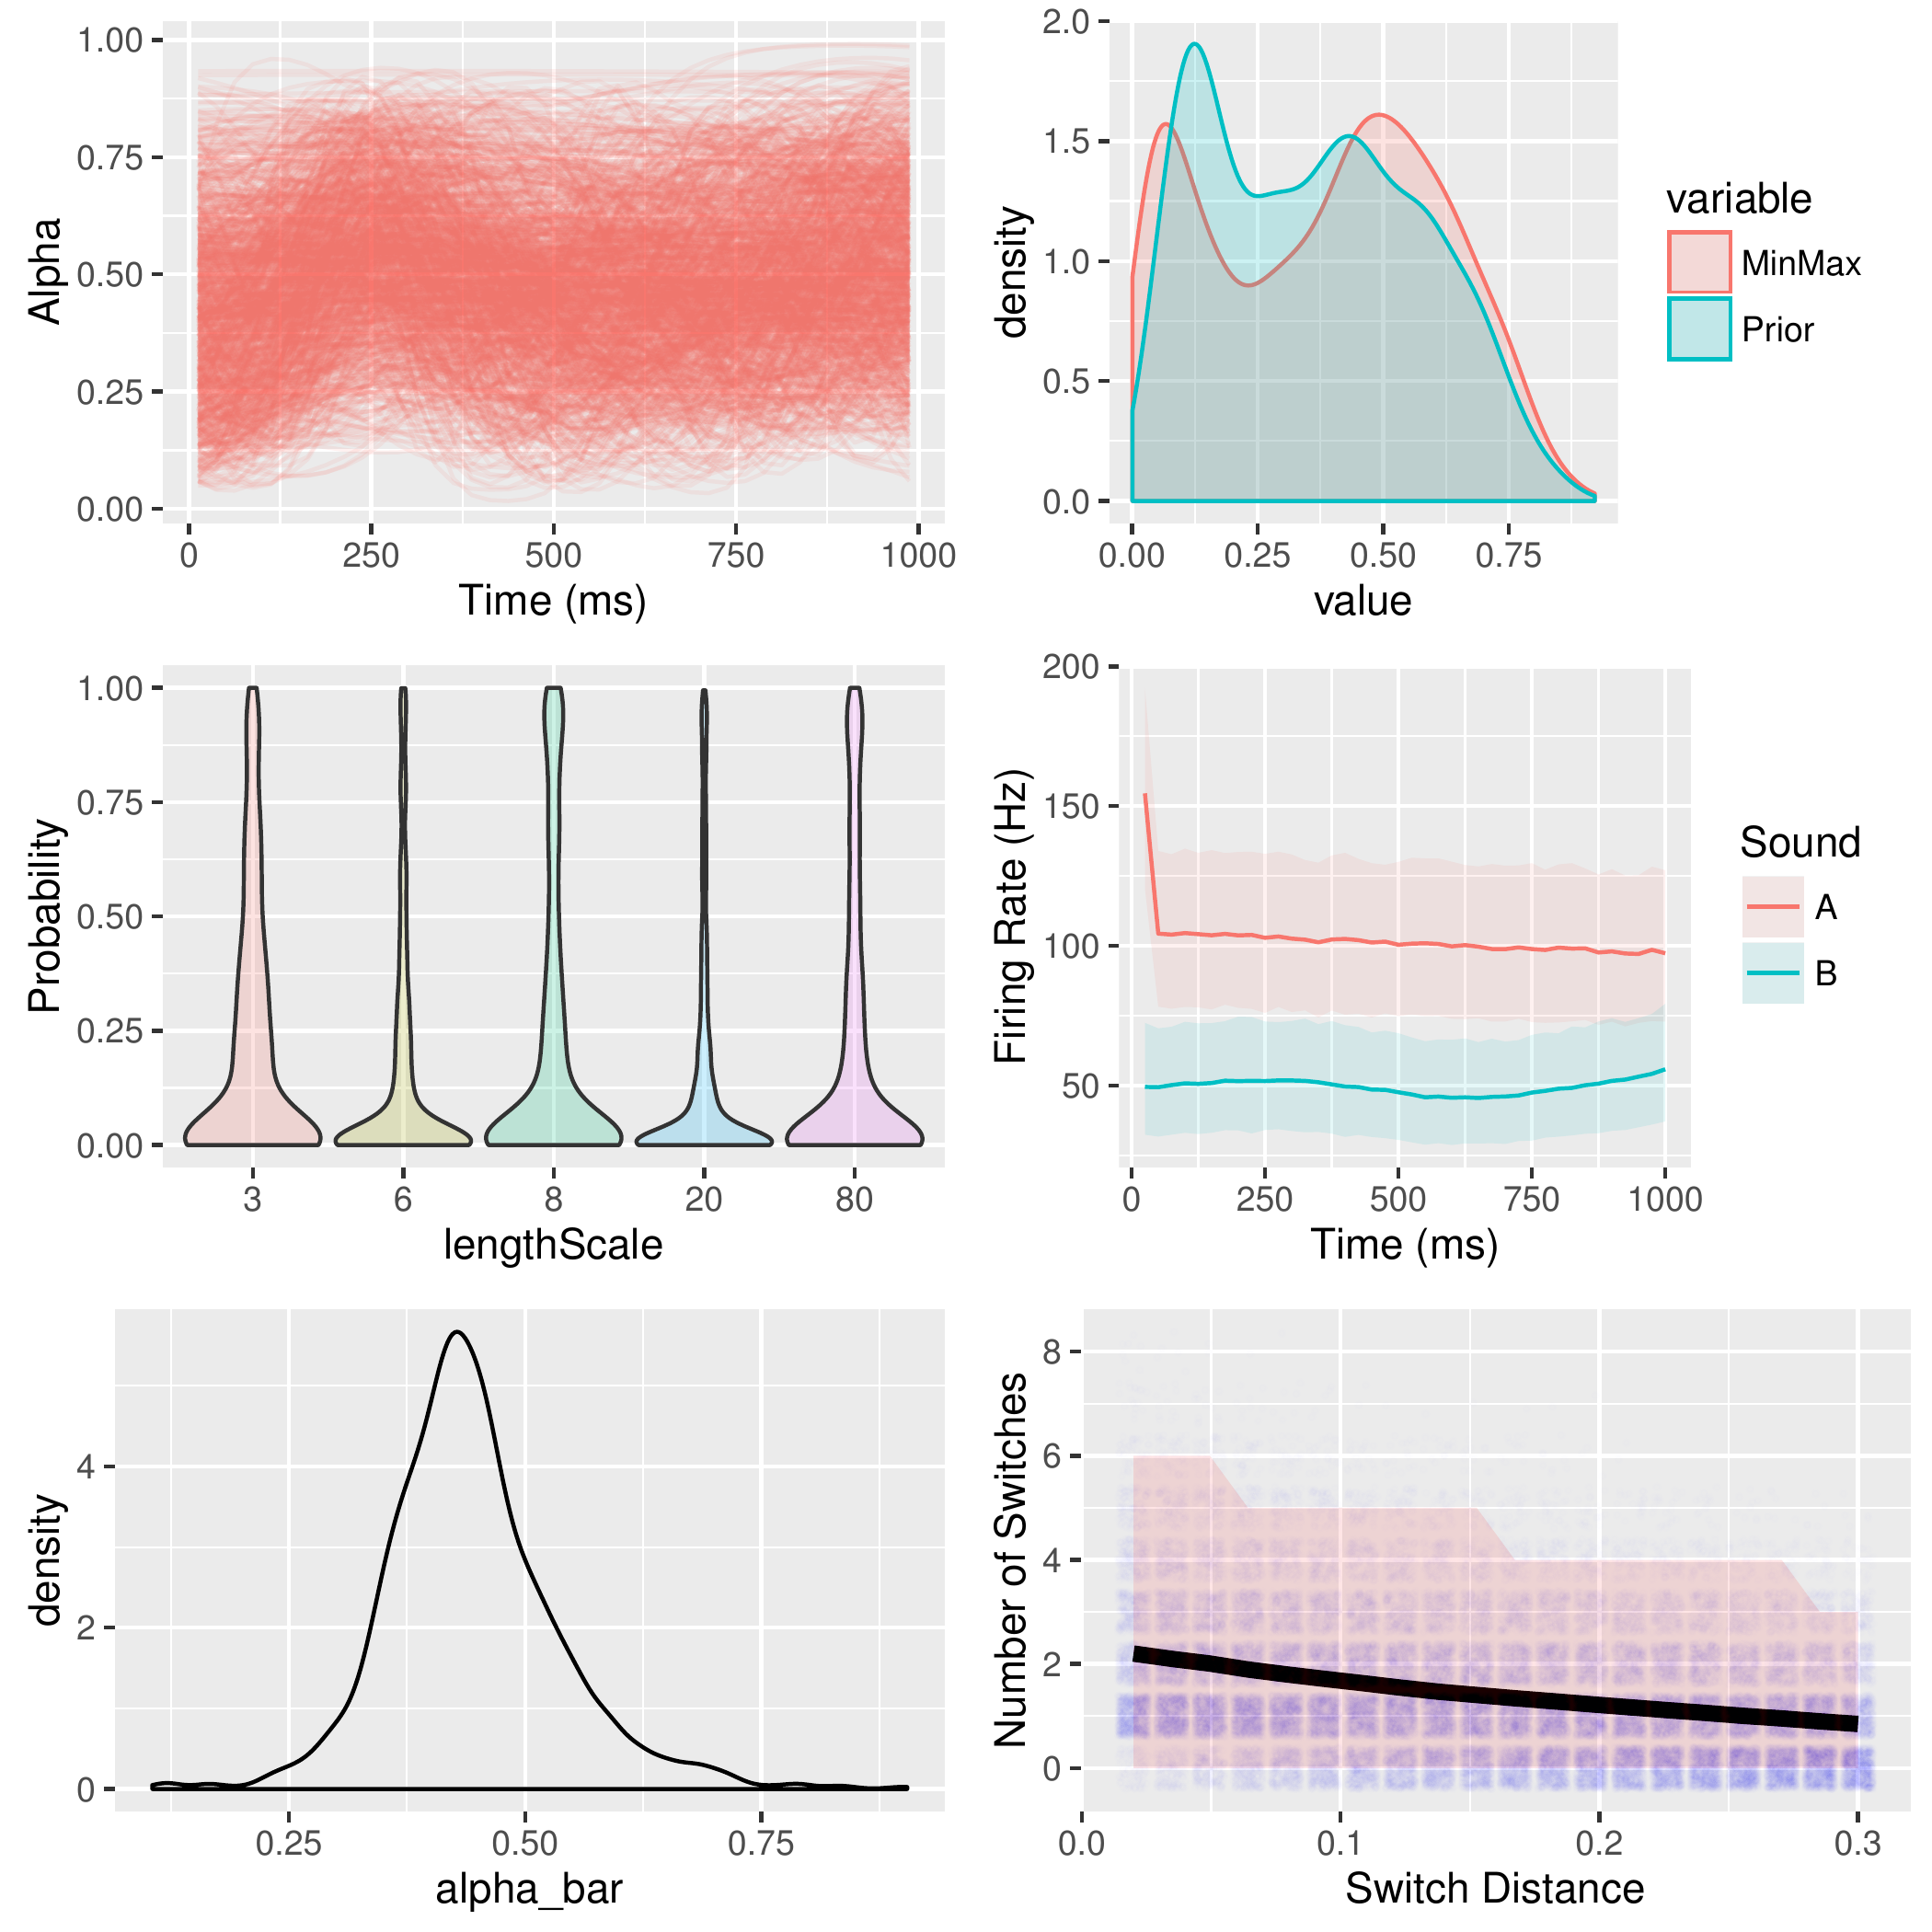 1.00
0.75
0.50
0.25
0.00
Alpha
0 250 500 750 1000
Time (ms)
2.0
1.5
1.0
0.5
0.0
density
0.00 0.25 0.50 0.75
value
variable
MinMax
Prior
1.00
0.75
0.50
0.25
0.00
Probability
3 6 8 20 80
lengthScale
200
150
100
50
Firing Rate (Hz)
0 250 500 750 1000
Time (ms)
Sound
A
B
4
2
0
density
0.25 0.50 0.75
alpha_bar
8
6
4
2
0
Number of Switches
0.0 0.1 0.2 0.3
Switch Distance